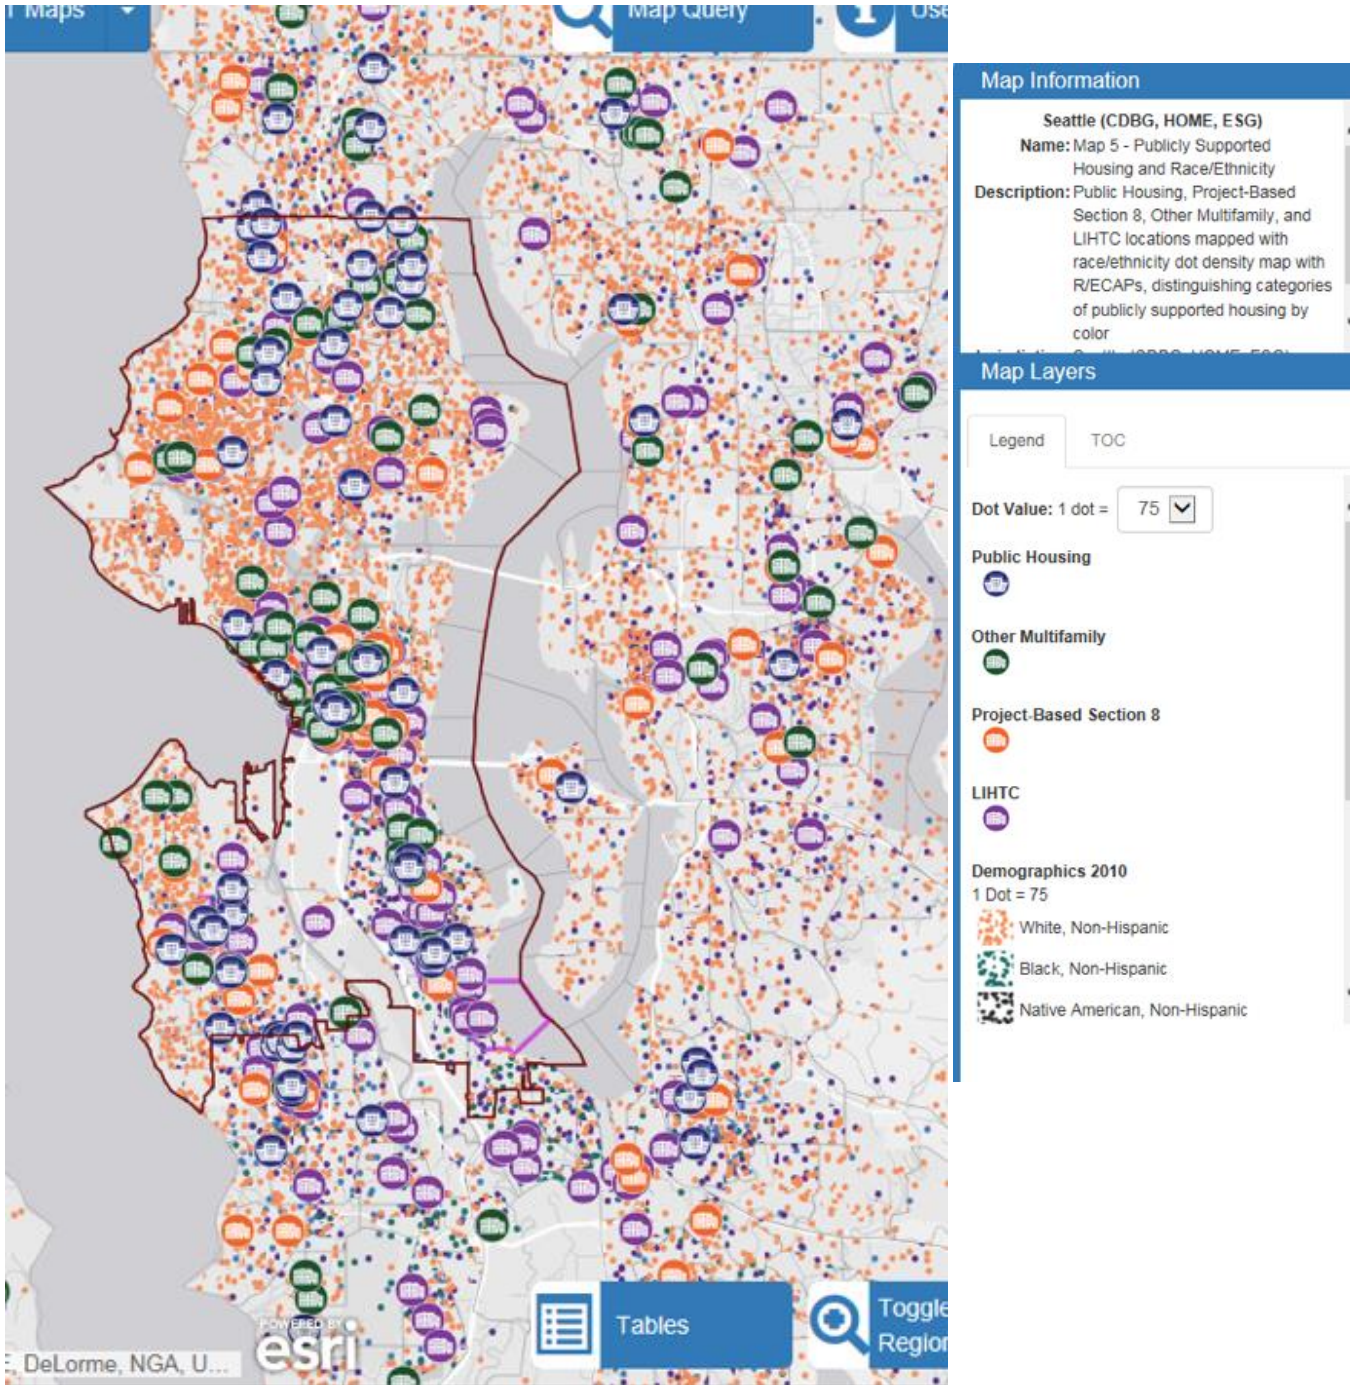 Maps
Map Query
Use
Map Information
Seattle (CDBG, HOME, ESG)
Name: Map 5 - Publicly Supported
Housing and Race/Ethnicity
Description: Public Housing, Project-Based
Section 8, Other Multifamily, and
LIHTC locations mapped with
race/ethnicity dot density map with
R/ECAPs, distinguishing categories
of publicly supported housing by
color
Map Layers
Legend
TOC
Dot Value: 1 dot = 75
Public Housing
Other Multifamily
Project-Based Section 8
LIHTC
Demographics 2010
1 Dot = 75
White, Non-Hispanic
Black, Non-Hispanic
Native American, Non-Hispanic
Tables
Toggle
Region
POWERED BY
esri
, DeLorme, NGA, U...